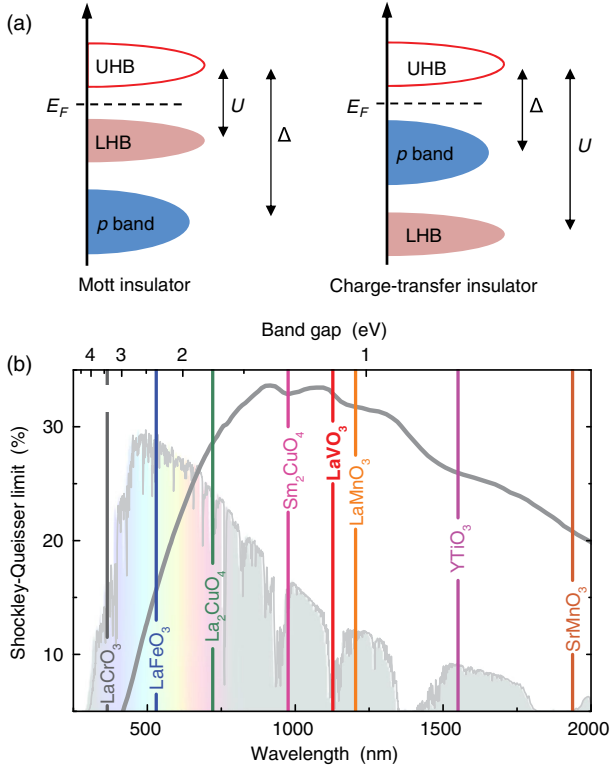 (a)
UHB
E_F
U
LHB
Δ
p band
Mott insulator
UHB
E_F
Δ
p band
U
LHB
Charge-transfer insulator
Band gap (eV)
(b)
4 3 2 1
Shockley-Queisser limit (%)
30
20
10
LaCrO₃
LaFeO₃
La₂CuO₄
Sm₂CuO₄
LaVO₃
LaMnO₃
YTiO₃
SrMnO₃
500 1000 1500 2000
Wavelength (nm)